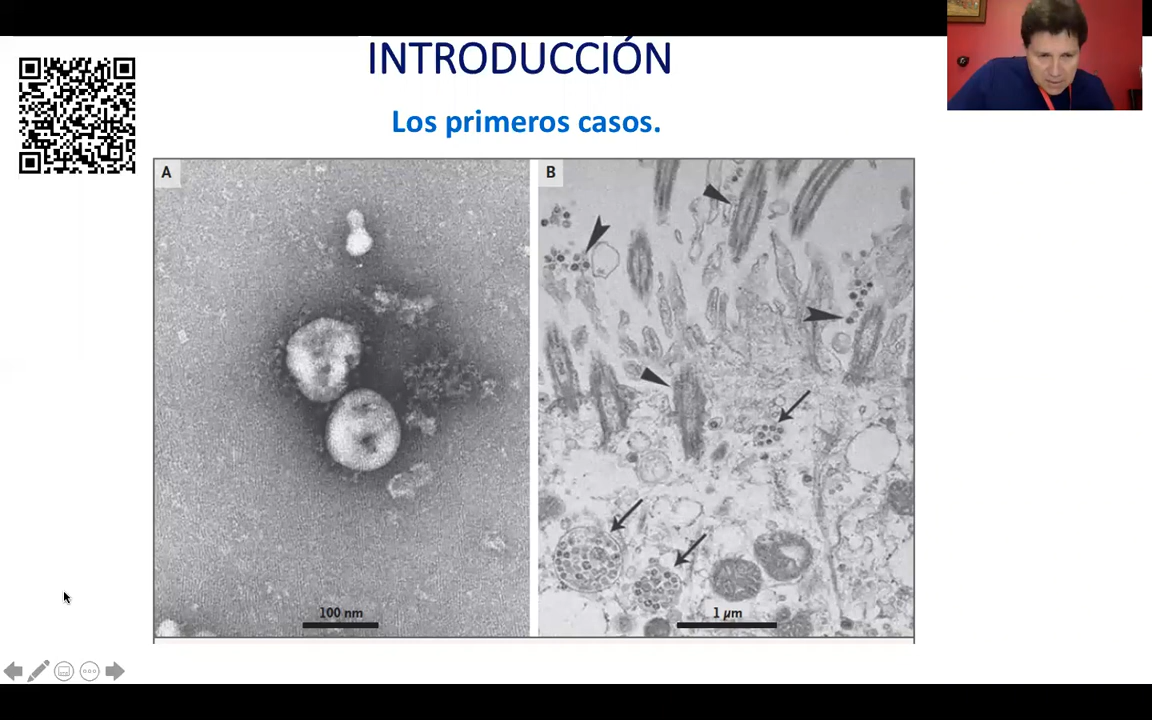 INTRODUCCIÓN
Los primeros casos.
A
B
100 nm
1 µm